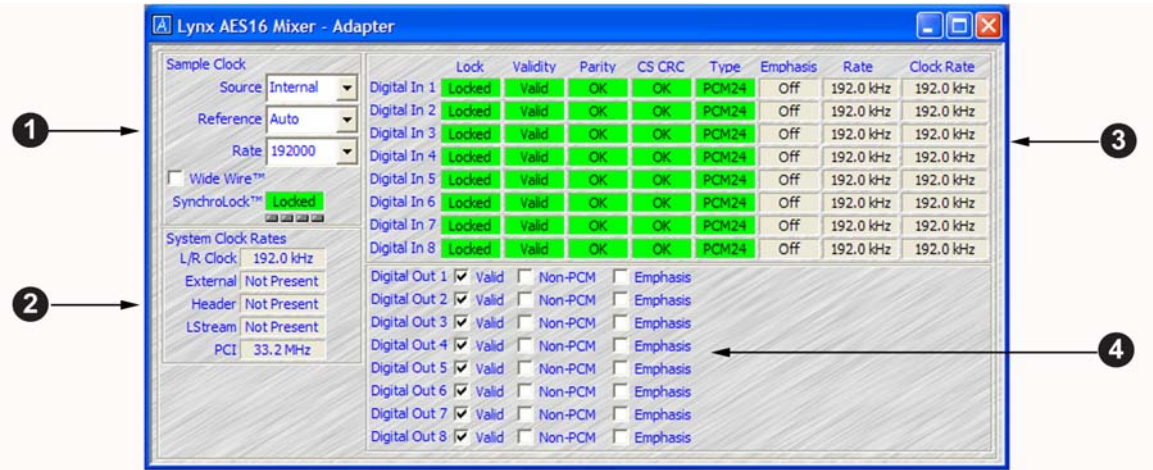 Lynx AES16 Mixer - Adapter
Sample Clock
Source Internal
Reference Auto
Rate 192000
Wide Wire™
SynchroLock™ Locked
System Clock Rates
L/R Clock 192.0 kHz
External Not Present
Header Not Present
LStream Not Present
PCI 33.2 MHz
Lock Validity Parity CS CRC Type Emphasis Rate Clock Rate
Digital In 1 Locked Valid OK OK PCM24 Off 192.0 kHz 192.0 kHz
Digital In 2 Locked Valid OK OK PCM24 Off 192.0 kHz 192.0 kHz
Digital In 3 Locked Valid OK OK PCM24 Off 192.0 kHz 192.0 kHz
Digital In 4 Locked Valid OK OK PCM24 Off 192.0 kHz 192.0 kHz
Digital In 5 Locked Valid OK OK PCM24 Off 192.0 kHz 192.0 kHz
Digital In 6 Locked Valid OK OK PCM24 Off 192.0 kHz 192.0 kHz
Digital In 7 Locked Valid OK OK PCM24 Off 192.0 kHz 192.0 kHz
Digital In 8 Locked Valid OK OK PCM24 Off 192.0 kHz 192.0 kHz
Digital Out 1 Valid Non-PCM Emphasis
Digital Out 2 Valid Non-PCM Emphasis
Digital Out 3 Valid Non-PCM Emphasis
Digital Out 4 Valid Non-PCM Emphasis
Digital Out 5 Valid Non-PCM Emphasis
Digital Out 6 Valid Non-PCM Emphasis
Digital Out 7 Valid Non-PCM Emphasis
Digital Out 8 Valid Non-PCM Emphasis
1
2
3
4